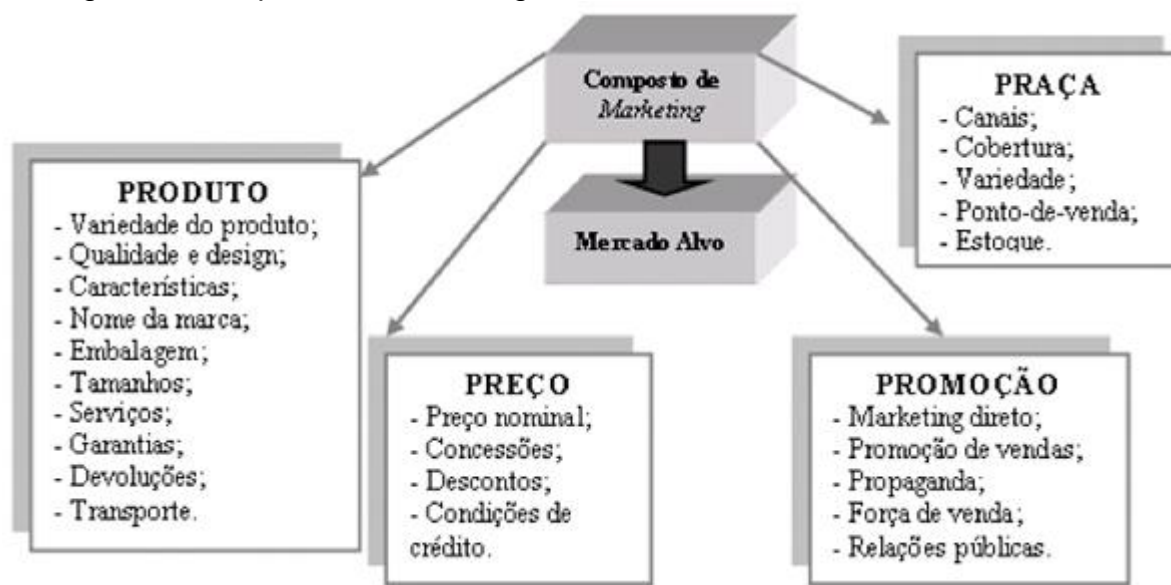 Composto de
Marketing
Mercado Alvo
PRODUTO
- Variedade do produto;
- Qualidade e design;
- Características;
- Nome da marca;
- Embalagem;
- Tamanhos;
- Serviços;
- Garantias;
- Devoluções;
- Transporte.
PREÇO
- Preço nominal;
- Concessões;
- Descontos;
- Condições de
crédito.
PRAÇA
- Canais;
- Cobertura;
- Variedade;
- Ponto-de-venda;
- Estoque.
PROMOÇÃO
- Marketing direto;
- Promoção de vendas;
- Propaganda;
- Força de venda;
- Relações públicas.